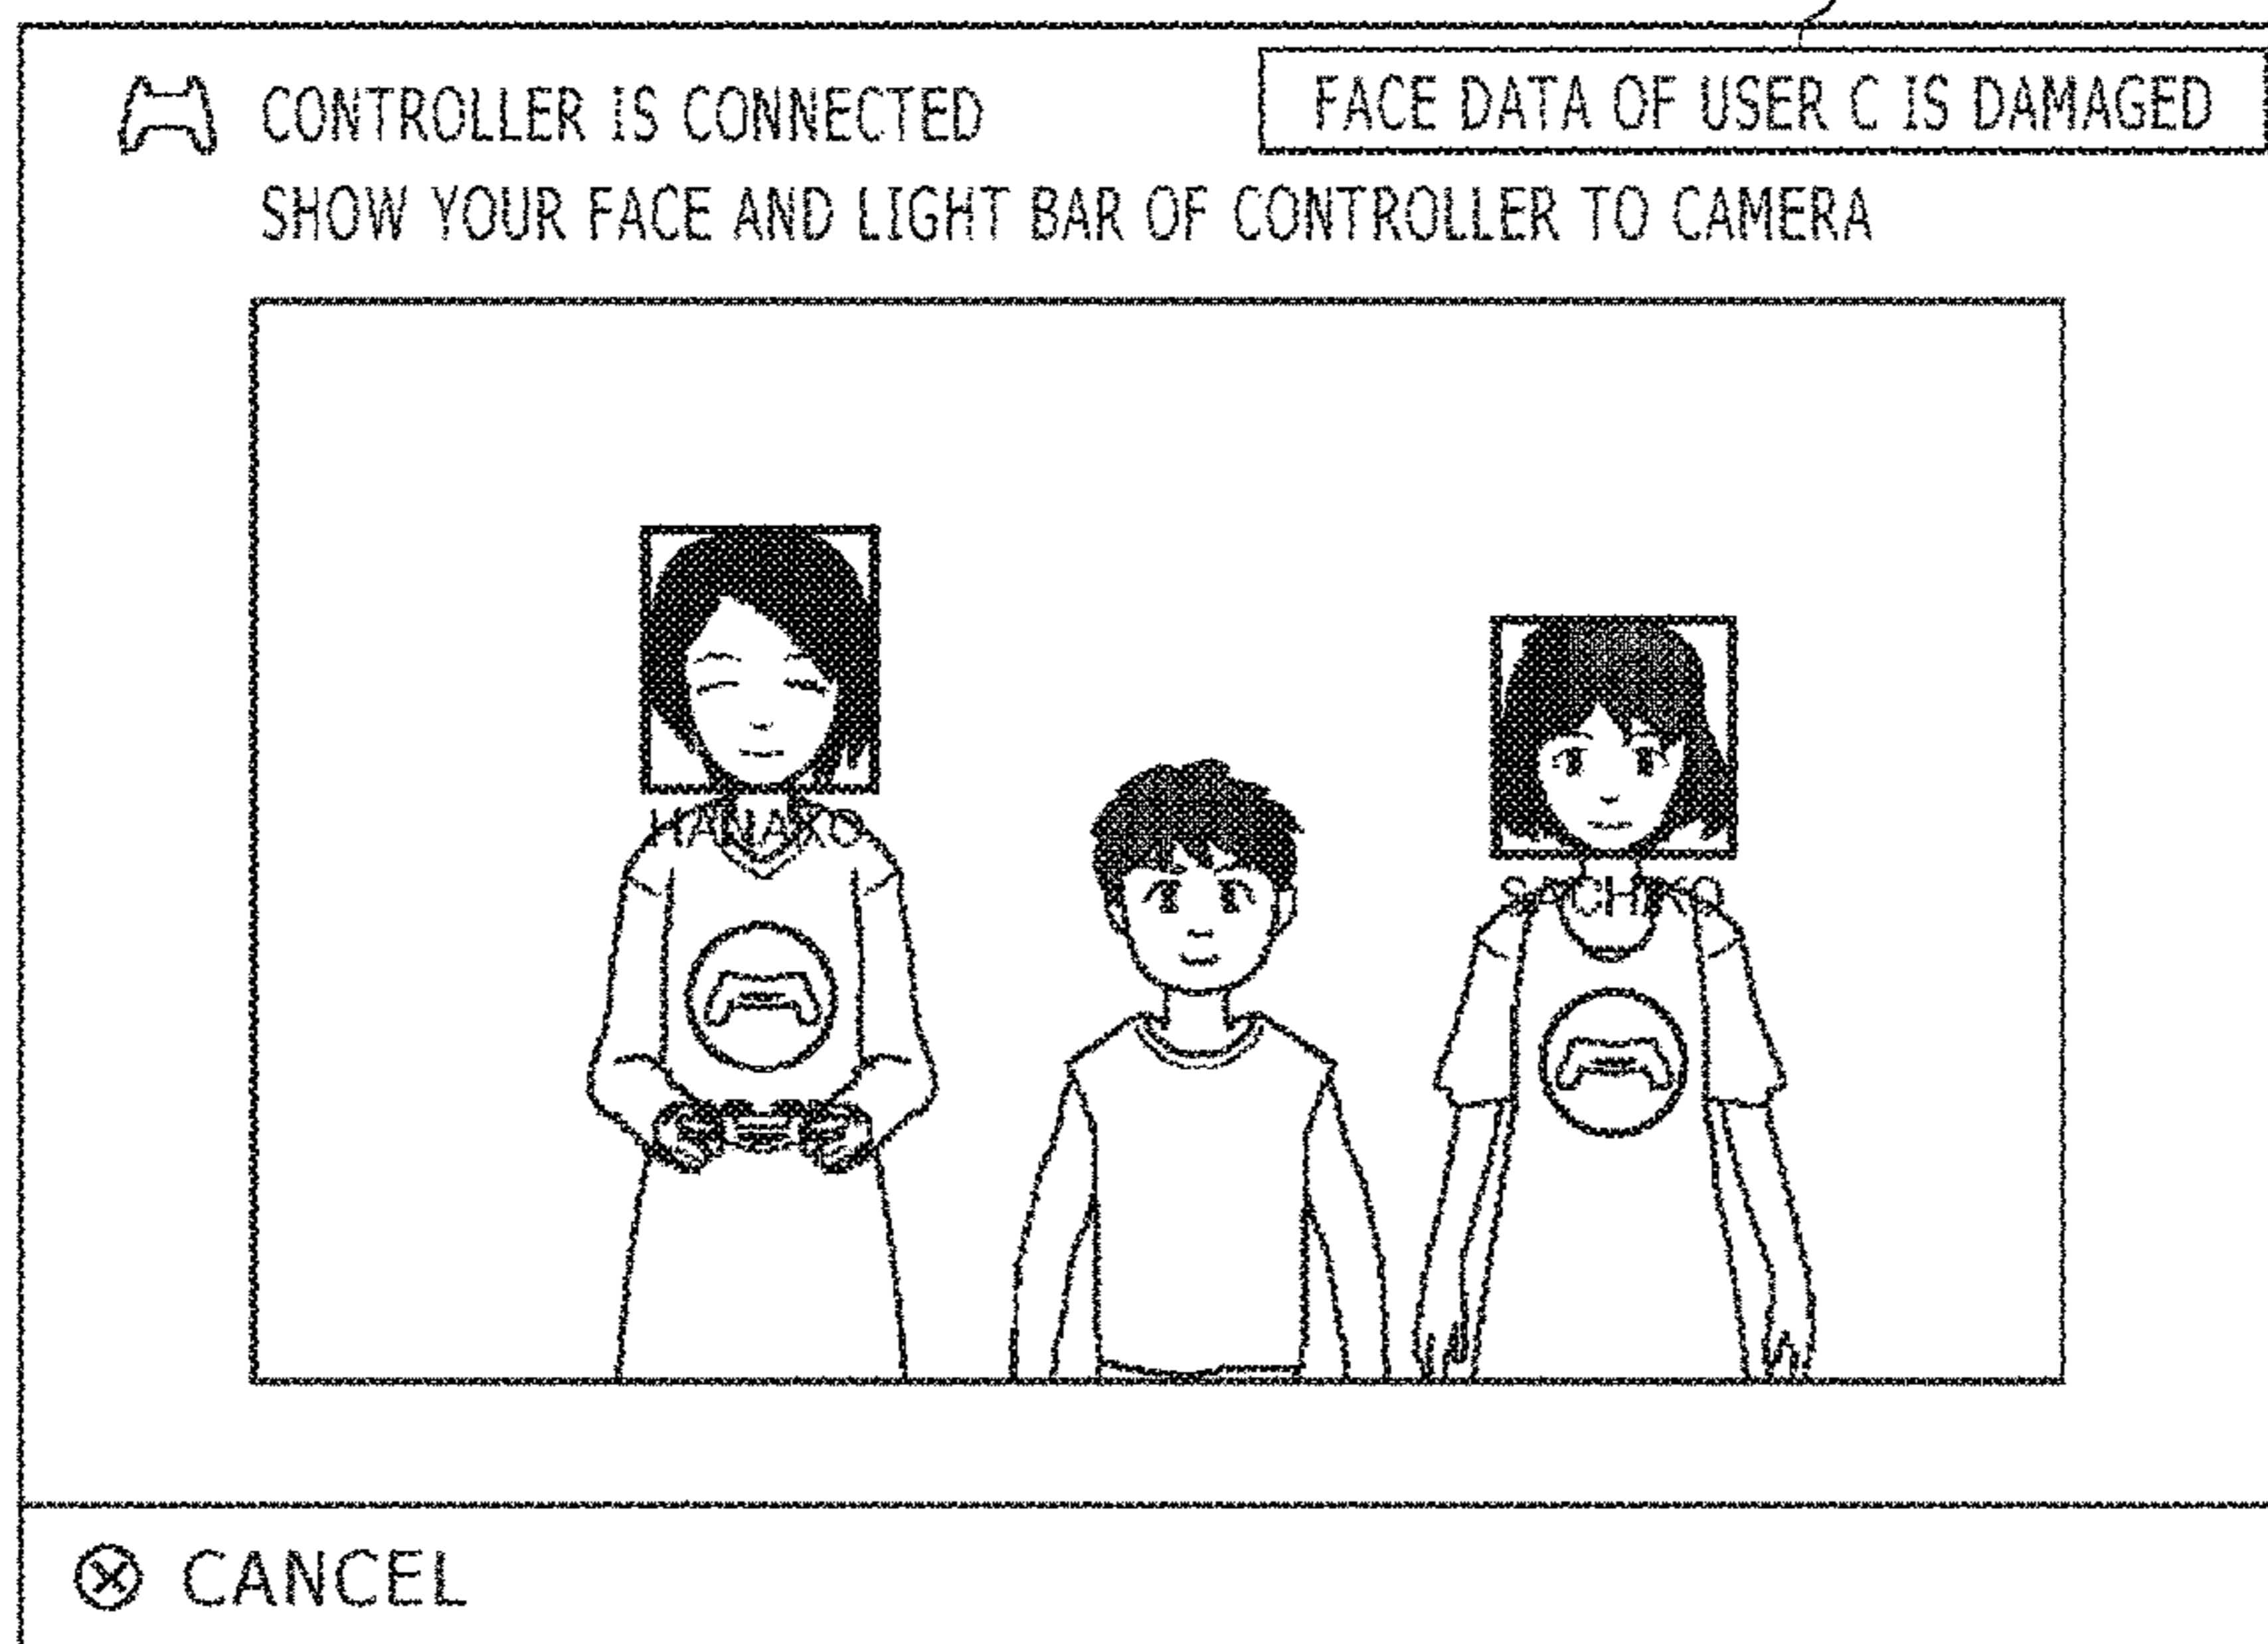 CONTROLLER IS CONNECTED
FACE DATA OF USER C IS DAMAGED
SHOW YOUR FACE AND LIGHT BAR OF CONTROLLER TO CAMERA
HANAKO
SACHIKO
CANCEL